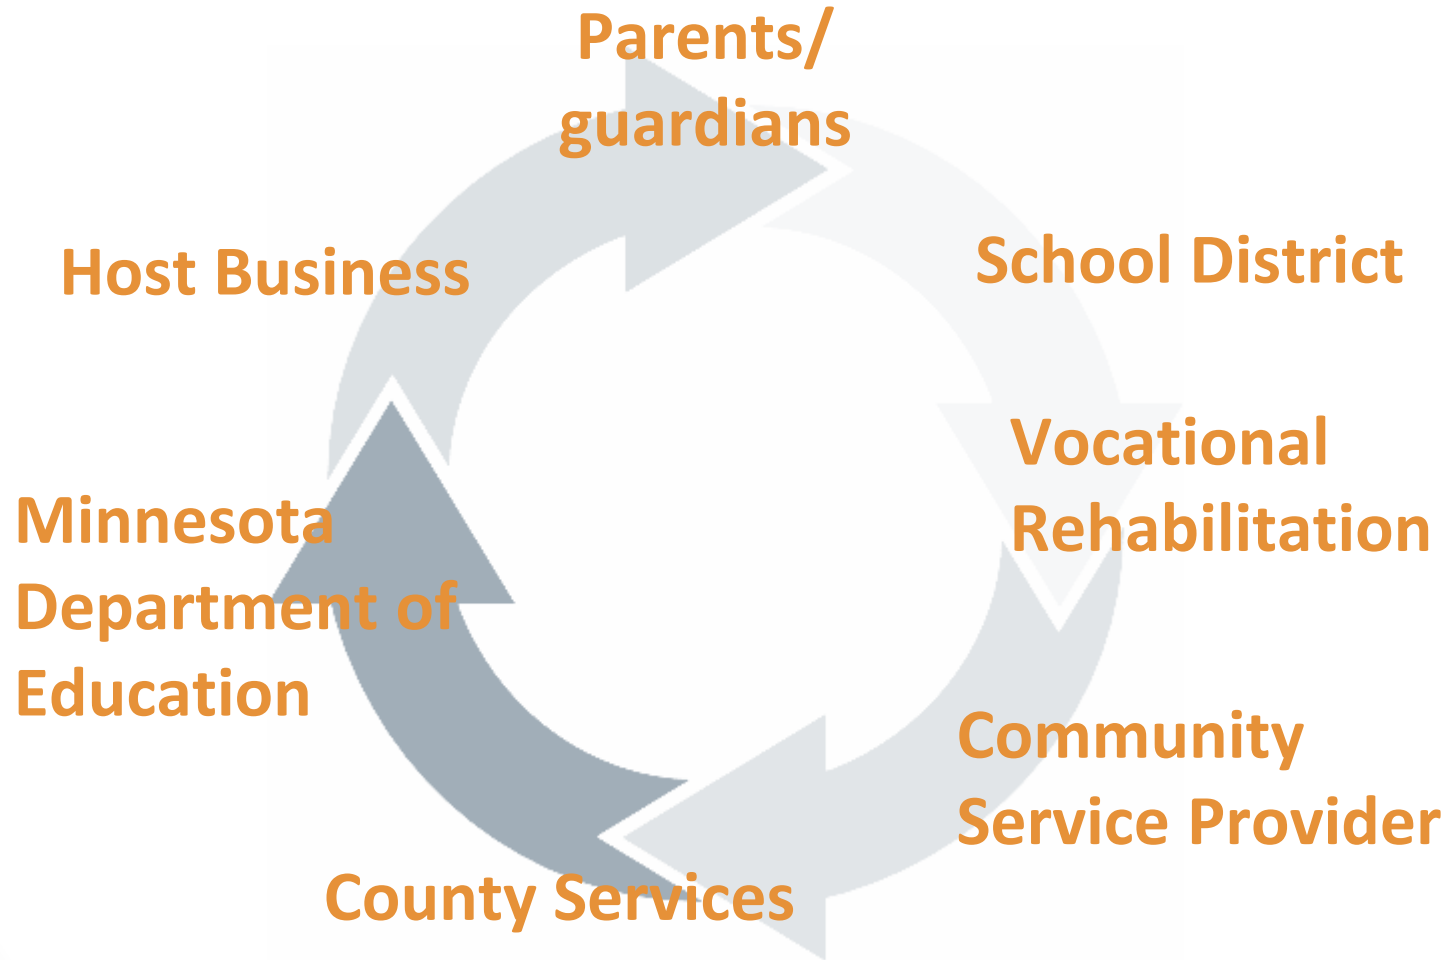 Parents/
guardians
School District
Vocational
Rehabilitation
Community
Service Provider
County Services
Minnesota
Department of
Education
Host Business